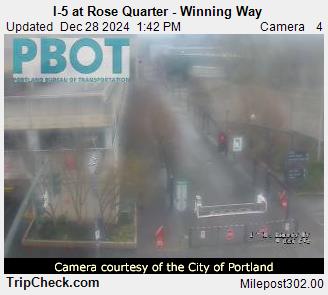 I-5 at Rose Quarter - Winning Way
Updated Dec 28 2024 1:42 PM Camera 4
PBOT
PORTLAND BUREAU OF TRANSPORTATION
Camera courtesy of the City of Portland
TripCheck.com Milepost302.00